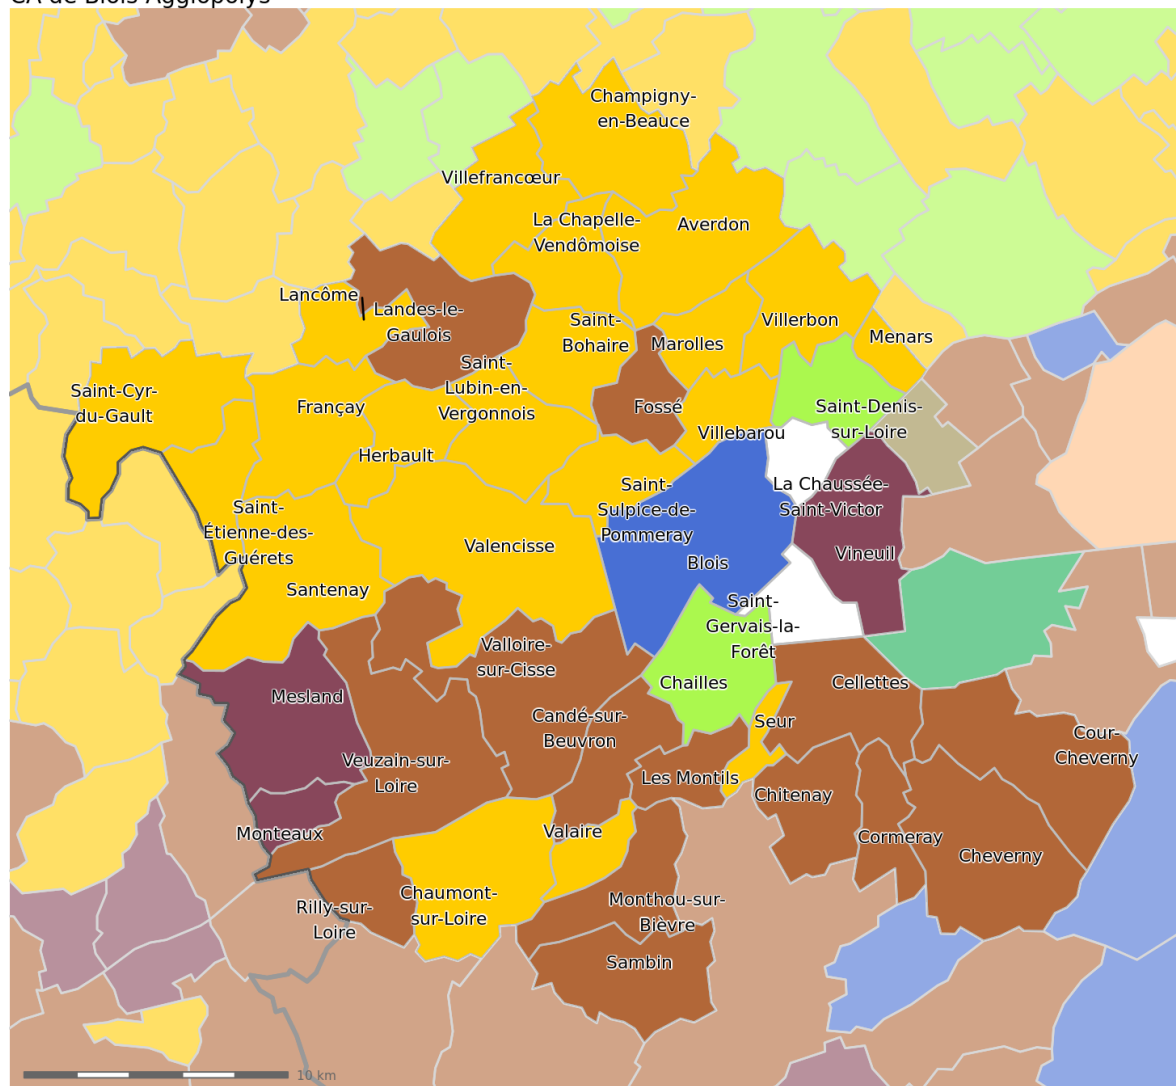 CA de Blois Agglopolys
Champigny-
en-Beauce
Villefrancœur
La Chapelle-
Vendômoise
Averdon
Lancôme
Landes-le-
Gaulois
Saint-
Bohaire
Marolles
Villerbon
Menars
Saint-
Lubin-en-
Vergonnois
Saint-Cyr-
du-Gault
Françay
Fossé
Saint-Denis-
sur-Loire
Villebarou
Herbault
Saint-
Sulpice-de-
Pommeray
La Chaussée-
Saint-Victor
Saint-
Étienne-des-
Guérets
Valencisse
Vineuil
Blois
Santenay
Saint-
Gervais-la-
Forêt
Valloire-
sur-Cisse
Chailles
Cellettes
Mesland
Candé-sur-
Beuvron
Seur
Cour-
Cheverny
Veuzain-sur-
Loire
Les Montils
Chitenay
Monteaux
Valaire
Cormeray
Cheverny
Chaumont-
sur-Loire
Rilly-sur-
Loire
Monthou-sur-
Bièvre
Sambin
10 km